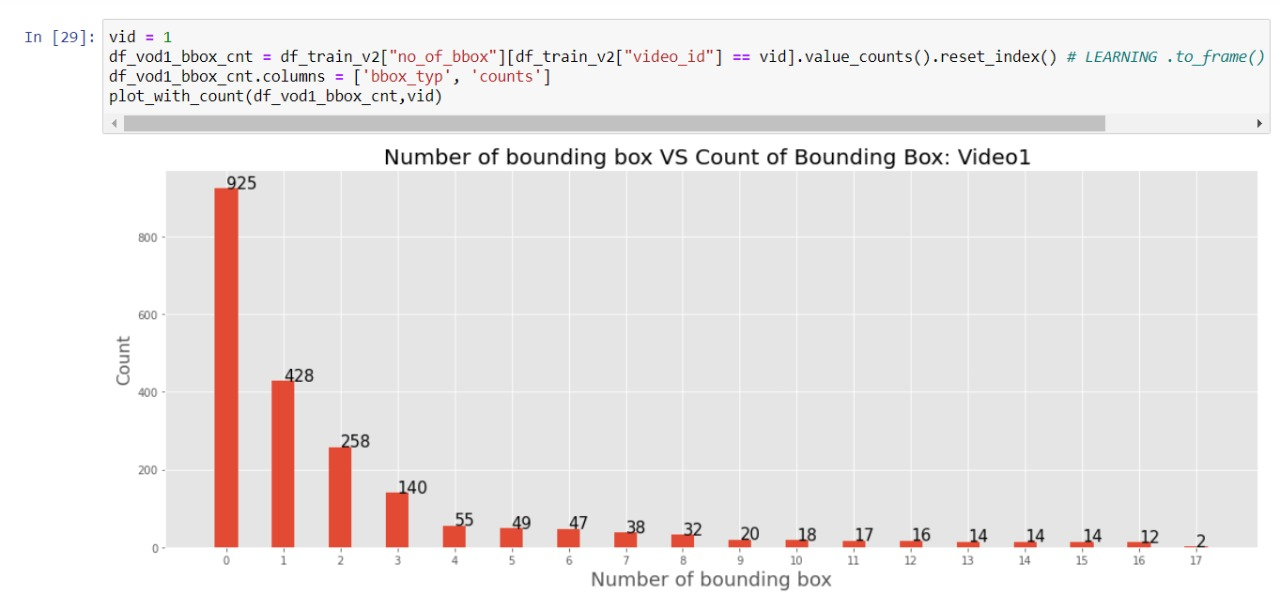 In [29]: vid = 1
df_vod1_bbox_cnt = df_train_v2["no_of_bbox"][df_train_v2["video_id"] == vid].value_counts().reset_index() # LEARNING .to_frame()
df_vod1_bbox_cnt.columns = ['bbox_typ', 'counts']
plot_with_count(df_vod1_bbox_cnt,vid)
Number of bounding box VS Count of Bounding Box: Video1
925
428
258
140
55
49
47
38
32
20
18
17
16
14
14
14
12
2
800
600
400
200
0
Count
0 1 2 3 4 5 6 7 8 9 10 11 12 13 14 15 16 17
Number of bounding box